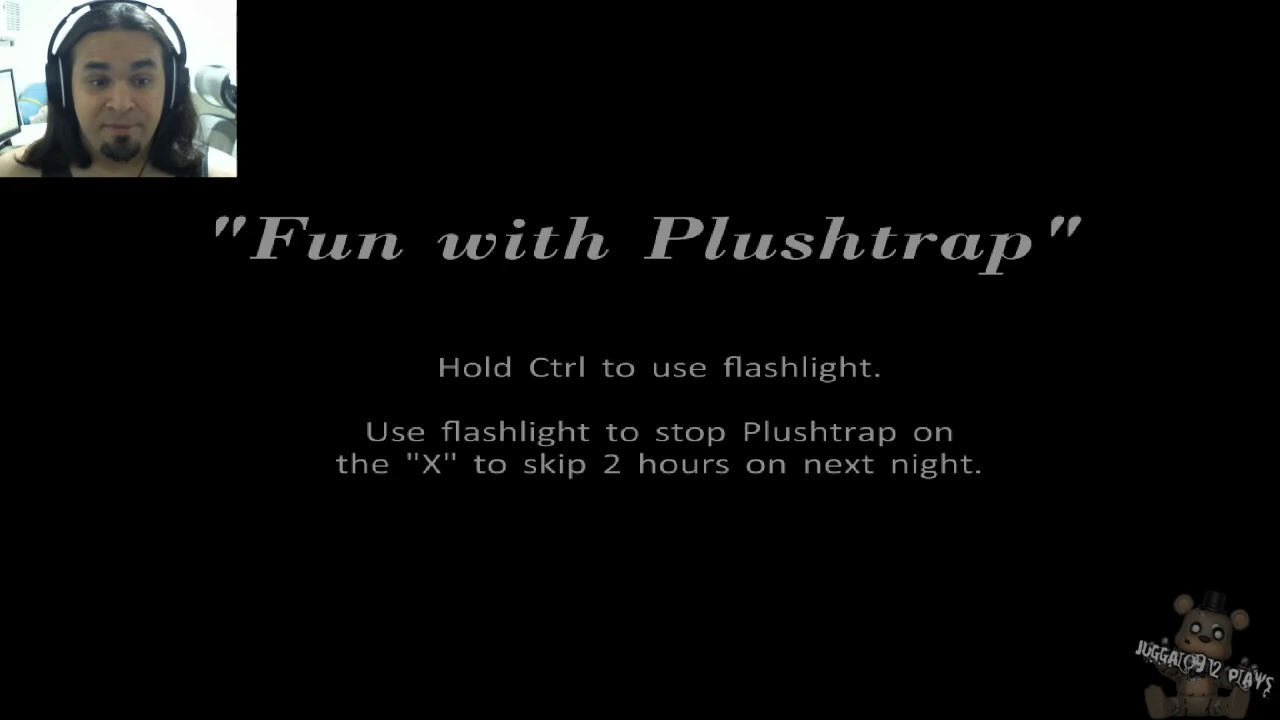 "Fun with Plushtrap"
Hold Ctrl to use flashlight.
Use flashlight to stop Plushtrap on
the "X" to skip 2 hours on next night.
PLAYS